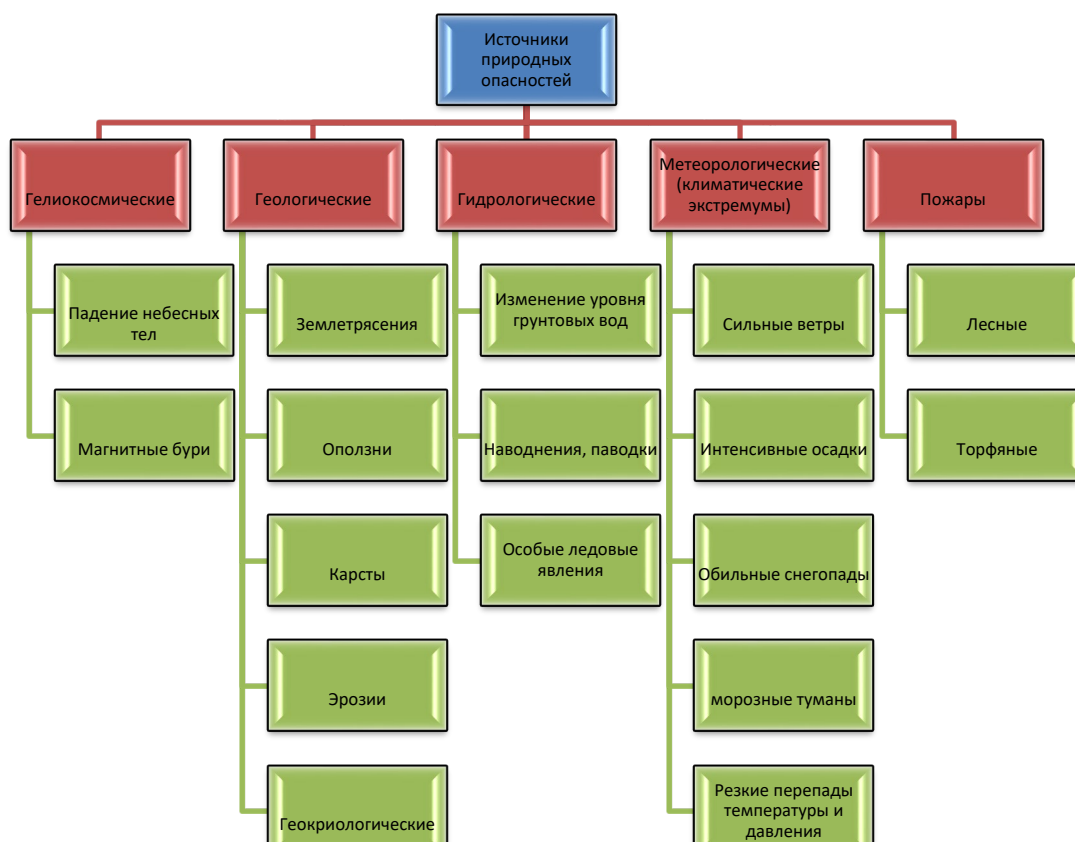 Источники
природных
опасностей
Гелиокосмические
Геологические
Гидрологические
Метеорологические
(климатические
экстремумы)
Пожары
Падение небесных
тел
Магнитные бури
Землетрясения
Оползни
Карсты
Эрозии
Геокриологические
Изменение уровня
грунтовых вод
Наводнения, паводки
Особые ледовые
явления
Сильные ветры
Интенсивные осадки
Обильные снегопады
морозные туманы
Резкие перепады
температуры и
давления
Лесные
Торфяные